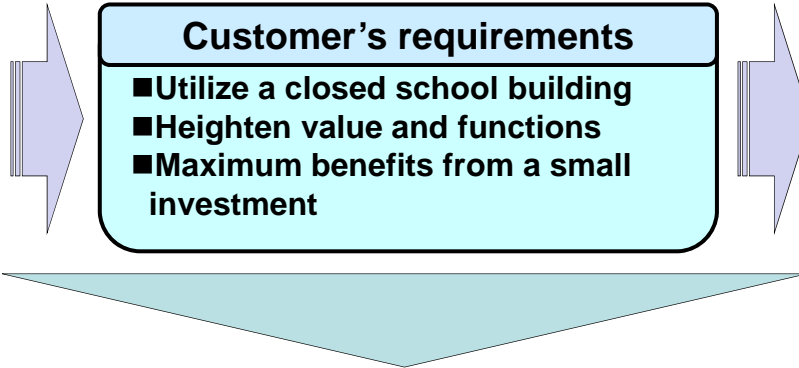 Customer’s requirements
■Utilize a closed school building
■Heighten value and functions
■Maximum benefits from a small
investment